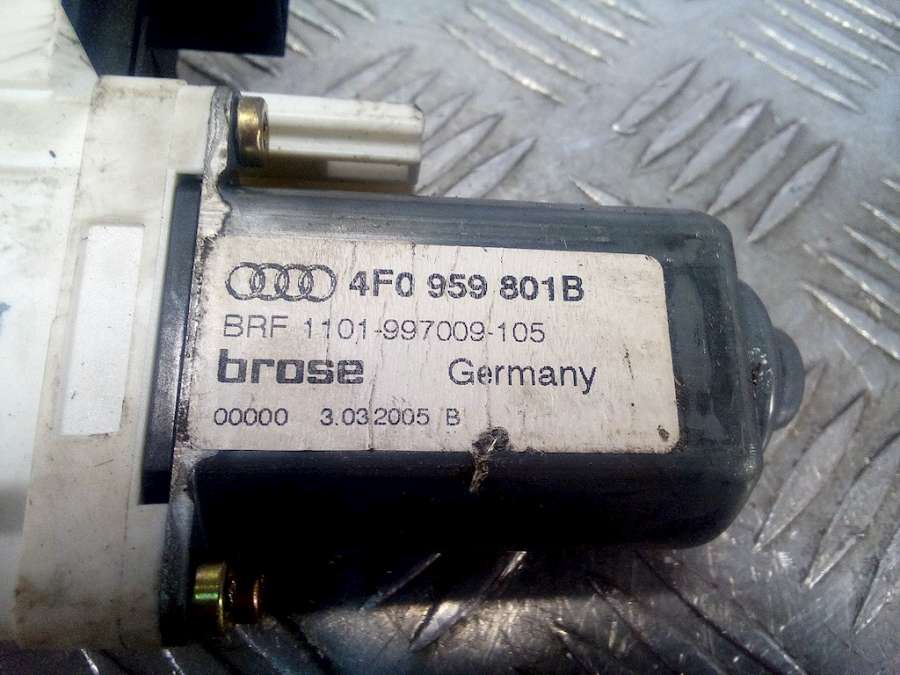 4F0 959 801B
BRF 1101-997009-105
brose Germany
00000 3.032005 B